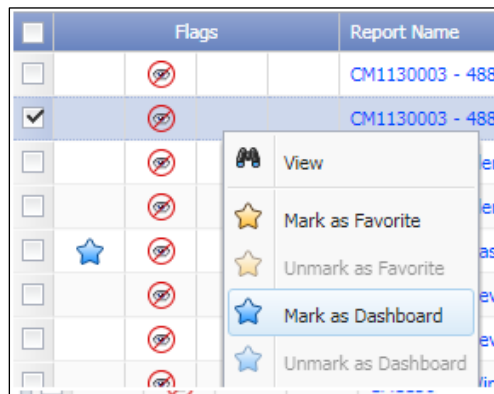 Flags Report Name
CM1130003 - 488
CM1130003 - 488
View
Mark as Favorite
Unmark as Favorite
Mark as Dashboard
Unmark as Dashboard